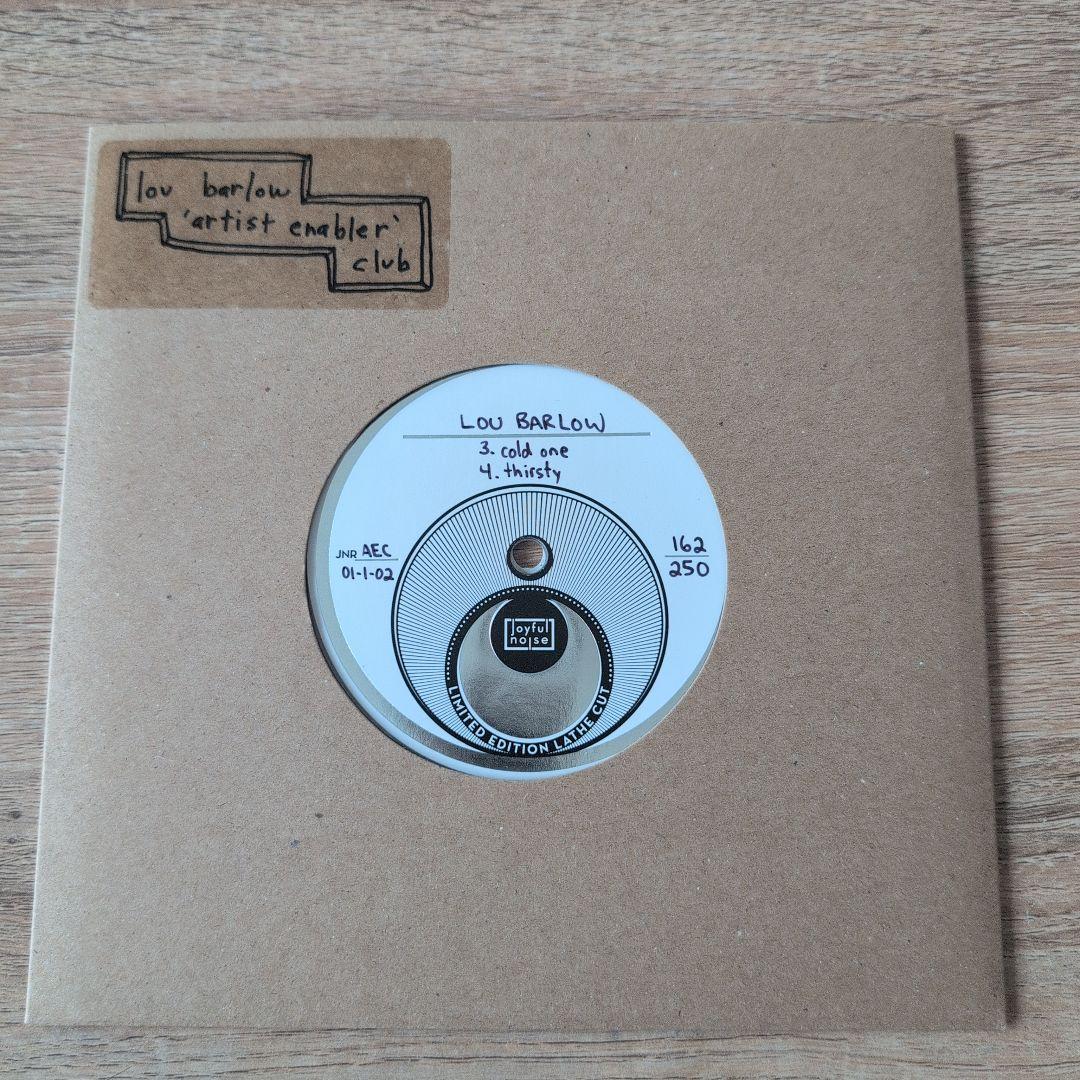 lou barlow
'artist enabler'
club
LOU BARLOW
3. cold one
4. thirsty
JNR AEC
01-1-02
162
250
joyful
noise
LIMITED EDITION LATHE CUT